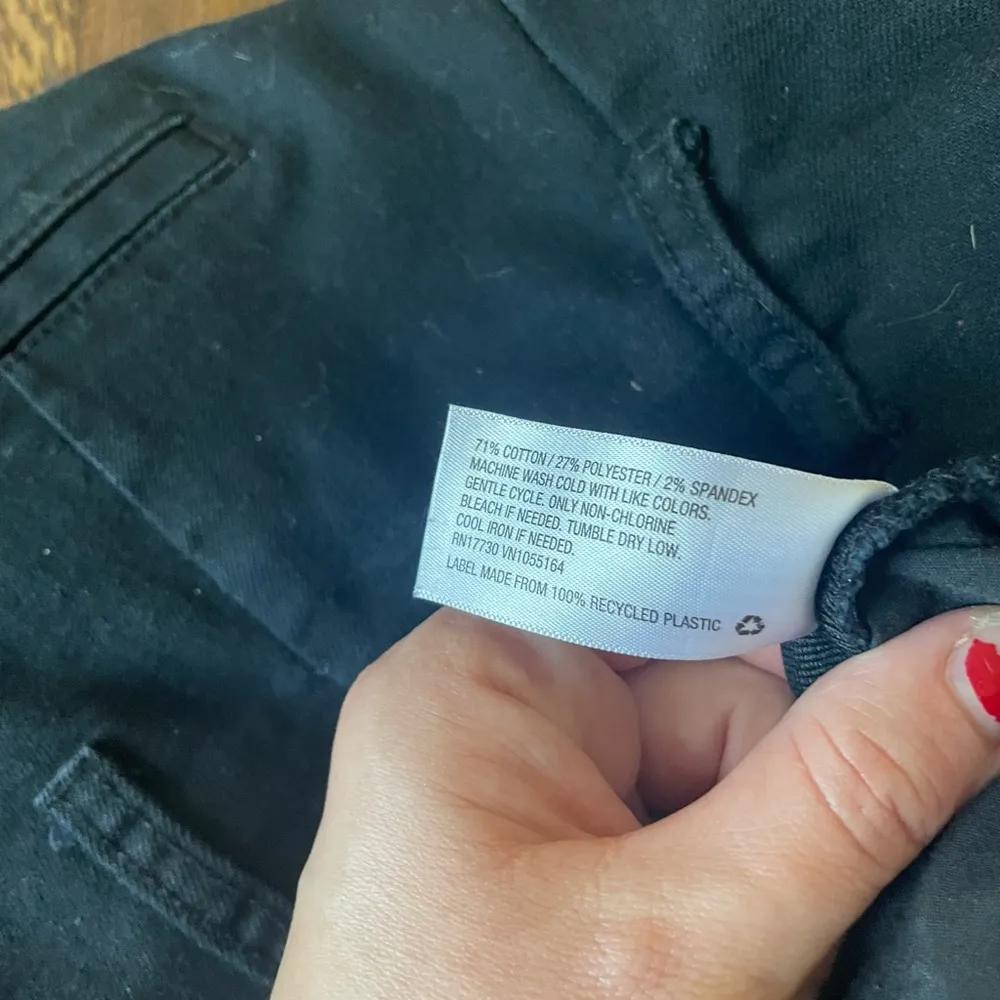 71% COTTON / 27% POLYESTER / 2% SPANDEX
MACHINE WASH COLD WITH LIKE COLORS.
GENTLE CYCLE. ONLY NON-CHLORINE
BLEACH IF NEEDED. TUMBLE DRY LOW.
COOL IRON IF NEEDED.
RN17730 VN1055164
LABEL MADE FROM 100% RECYCLED PLASTIC